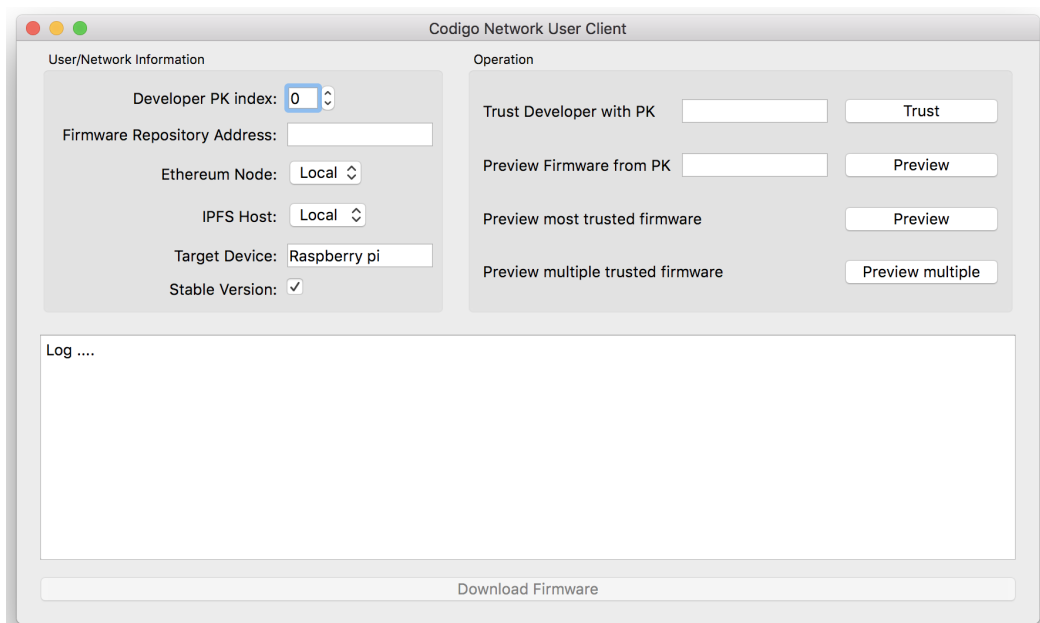 Codigo Network User Client
User/Network Information
Developer PK index: 0
Firmware Repository Address:
Ethereum Node: Local
IPFS Host: Local
Target Device: Raspberry pi
Stable Version:
Operation
Trust Developer with PK Trust
Preview Firmware from PK Preview
Preview most trusted firmware Preview
Preview multiple trusted firmware Preview multiple
Log ....
Download Firmware